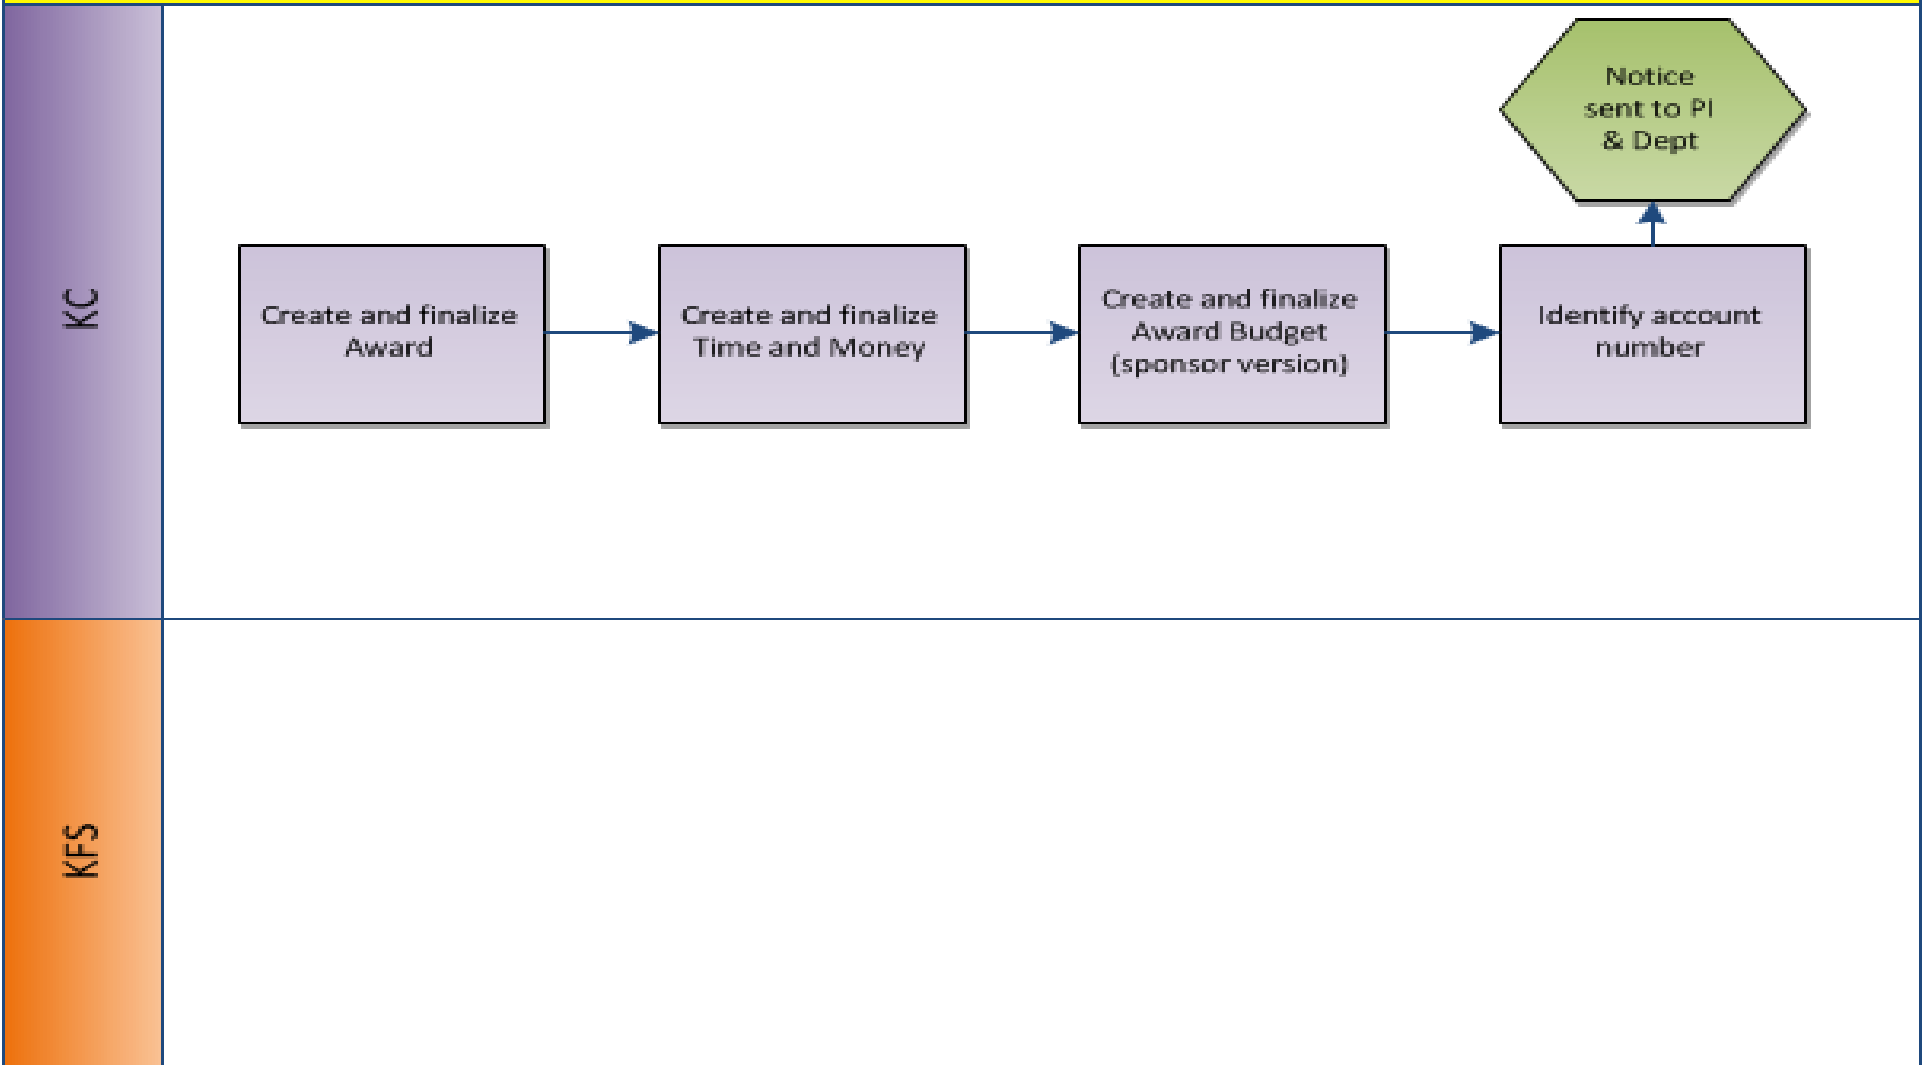 KC
Notice
sent to PI
& Dept
Create and finalize
Award
Create and finalize
Time and Money
Create and finalize
Award Budget
(sponsor version)
Identify account
number
KFS